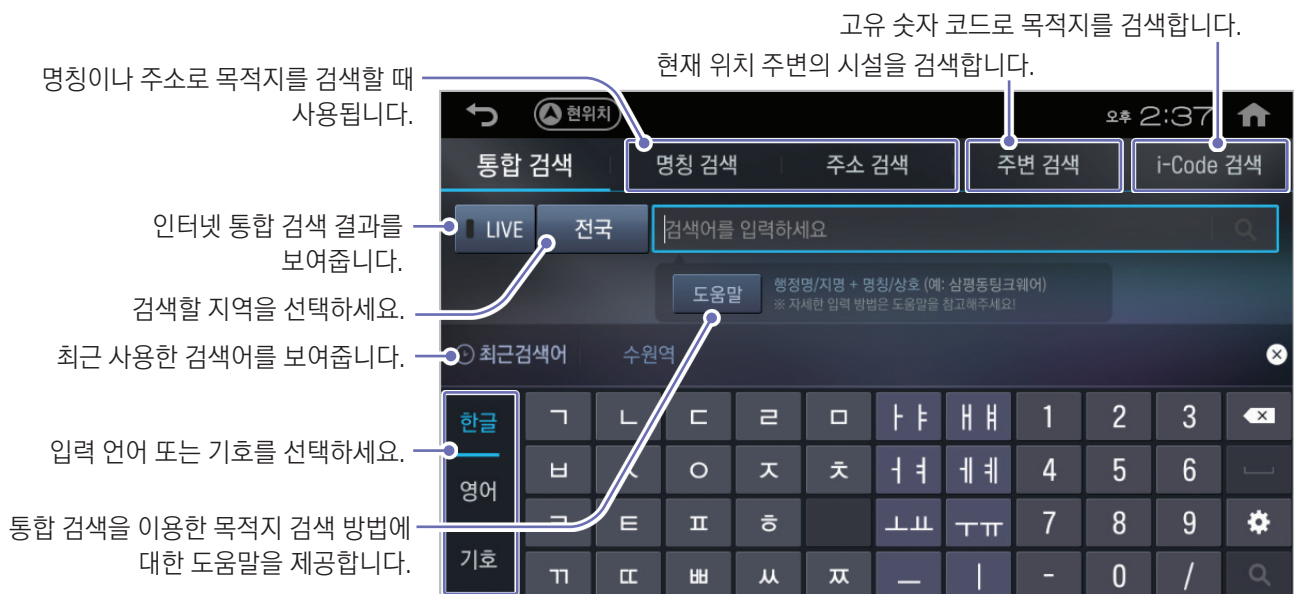 고유 숫자 코드로 목적지를 검색합니다.
현재 위치 주변의 시설을 검색합니다.
명칭이나 주소로 목적지를 검색할 때
사용됩니다.
현위치
오후 2:37
통합 검색 명칭 검색 주소 검색 주변 검색 i-Code 검색
인터넷 통합 검색 결과를
보여줍니다.
LIVE 전국 검색어를 입력하세요
검색할 지역을 선택하세요.
도움말 행정명/지명 + 명칭/상호 (예: 삼평동팅크웨어)
※ 자세한 입력 방법은 도움말을 참고해주세요!
최근 사용한 검색어를 보여줍니다.
최근검색어 수원역
입력 언어 또는 기호를 선택하세요.
통합 검색을 이용한 목적지 검색 방법에
대한 도움말을 제공합니다.
한글
영어
기호
ㄱ ㄴ ㄷ ㄹ ㅁ ㅏㅑ ㅐㅒ 1 2 3
ㅂ ㅅ ㅇ ㅈ ㅊ ㅓㅕ ㅔㅖ 4 5 6
ㅋ ㅌ ㅍ ㅎ ㅗㅛ ㅜㅠ 7 8 9
ㄲ ㄸ ㅃ ㅆ ㅉ ㅡ ㅣ - 0 /